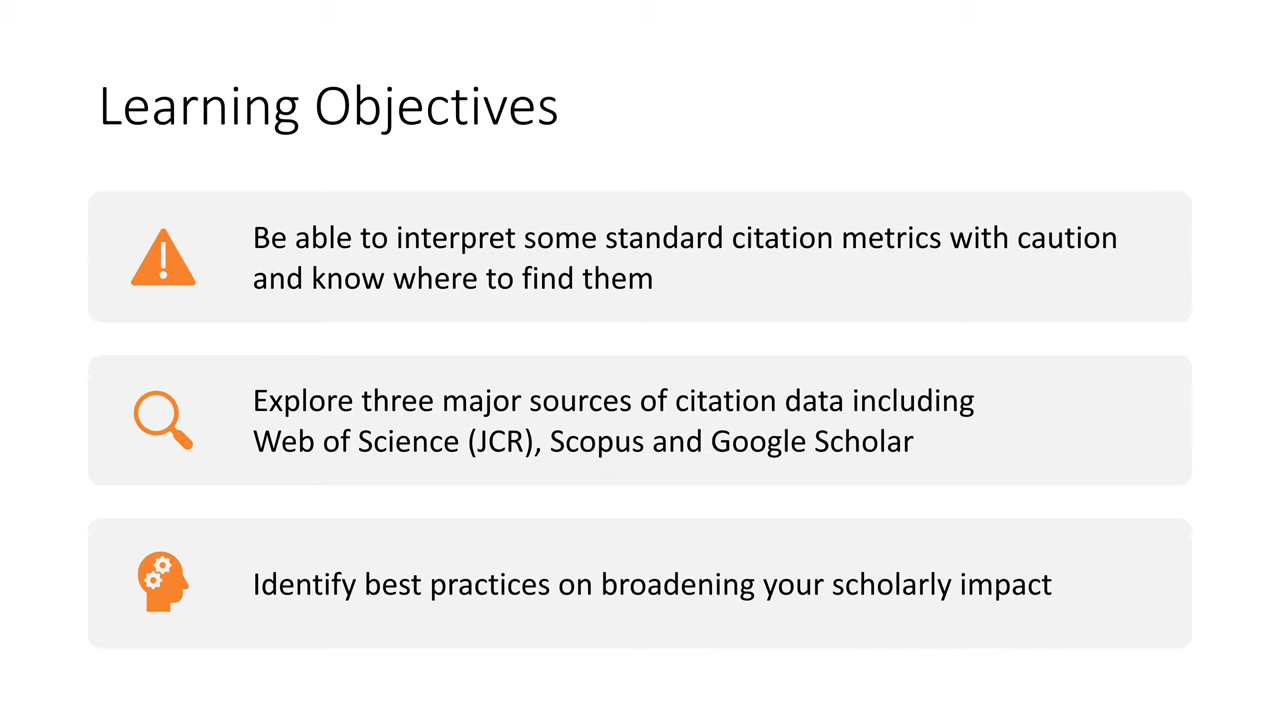 Learning Objectives
Be able to interpret some standard citation metrics with caution
and know where to find them
Explore three major sources of citation data including
Web of Science (JCR), Scopus and Google Scholar
Identify best practices on broadening your scholarly impact